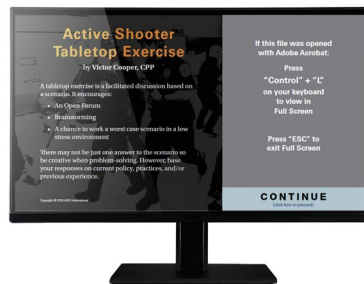 Active Shooter
Tabletop Exercise
by Victor Cooper, CPP
A tabletop exercise is a facilitated discussion based on
a scenario. It encourages:
• An Open Forum
• Brainstorming
• A chance to work a worst case scenario in a low
stress environment
There may not be just one answer to the scenario so
be creative when problem-solving. However, base
your responses on current policy, practices, and/or
previous experience.
If this file was opened
with Adobe Acrobat:
Press
"Control" + "L"
on your keyboard
to view in
Full Screen
Press "ESC" to
exit Full Screen
CONTINUE
(click here to proceed)